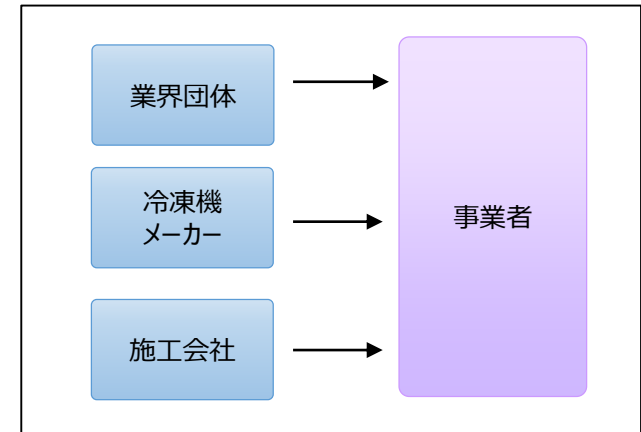 業界団体
冷凍機
メーカー
施工会社
事業者